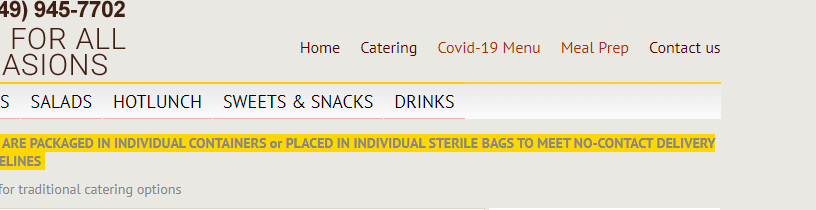 49) 945-7702
FOR ALL
ASIONS
Home Catering Covid-19 Menu Meal Prep Contact us
S SALADS HOTLUNCH SWEETS & SNACKS DRINKS
ARE PACKAGED IN INDIVIDUAL CONTAINERS or PLACED IN INDIVIDUAL STERILE BAGS TO MEET NO-CONTACT DELIVERY
ELINES
for traditional catering options